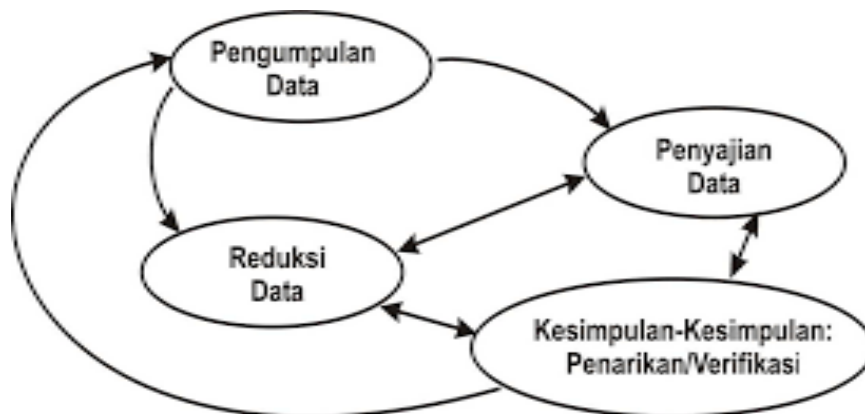 Pengumpulan
Data
Penyajian
Data
Reduksi
Data
Kesimpulan-Kesimpulan:
Penarikan/Verifikasi